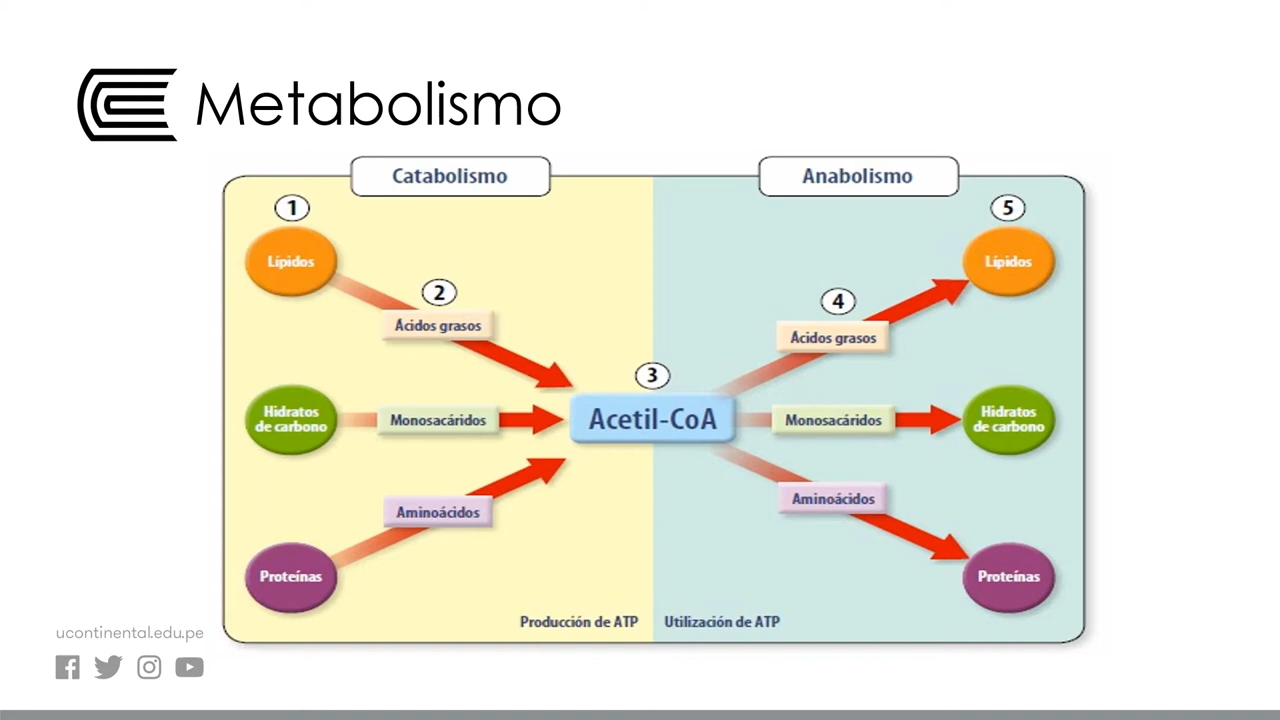 Metabolismo
Catabolismo
Anabolismo
1
5
Lípidos
Lípidos
2
4
Ácidos grasos
Ácidos grasos
3
Hidratos
de carbono
Monosacáridos
Acetil-CoA
Monosacáridos
Hidratos
de carbono
Aminoácidos
Aminoácidos
Proteínas
Proteínas
Producción de ATP
Utilización de ATP
ucontinental.edu.pe